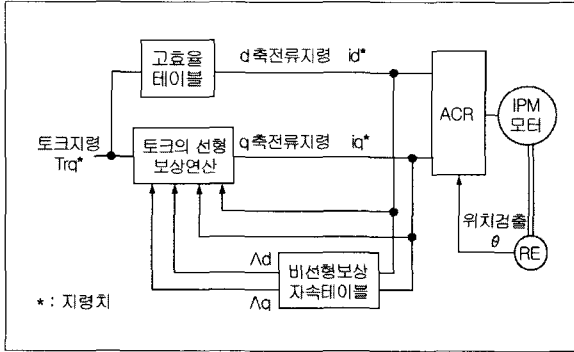 고효율
테이블
d축전류지령 id*
ACR
IPM
모터
토크지령
Trq*
토크의 선형
보상연산
q축전류지령 iq*
위치검출
θ
RE
Λd
Λq
비선형보상
자속테이블
* : 지령치